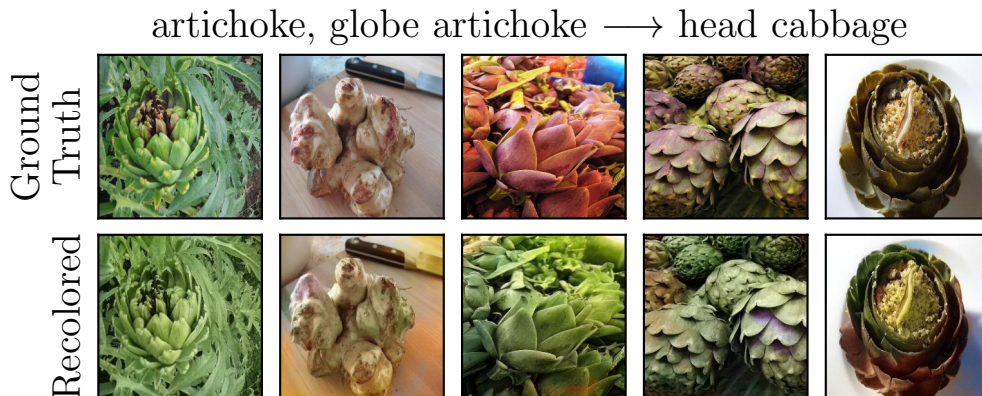 artichoke, globe artichoke ⟶ head cabbage
Ground
Truth
Recolored